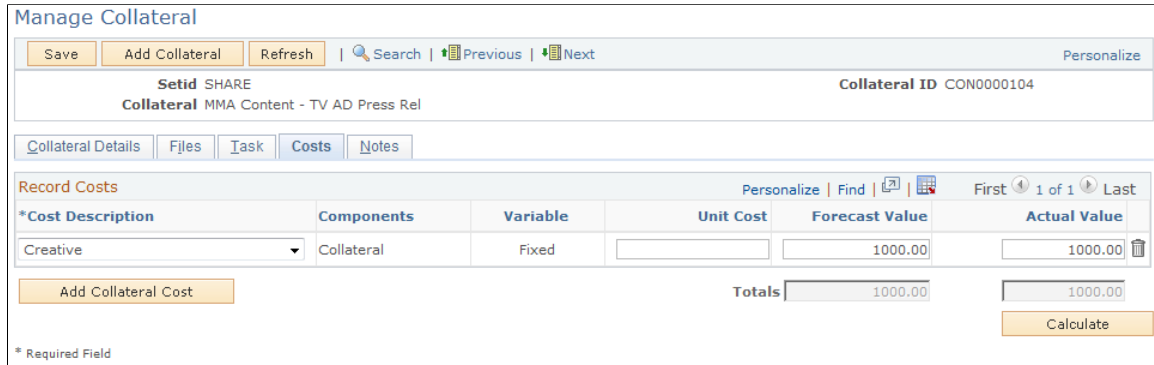 Manage Collateral
Save Add Collateral Refresh | Search | Previous | Next Personalize
Setid SHARE Collateral ID CON0000104
Collateral MMA Content - TV AD Press Rel
Collateral Details Files Task Costs Notes
Record Costs Personalize | Find | | First 1 of 1 Last
*Cost Description Components Variable Unit Cost Forecast Value Actual Value
Creative Collateral Fixed 1000.00 1000.00
Add Collateral Cost Totals 1000.00 1000.00
Calculate
* Required Field